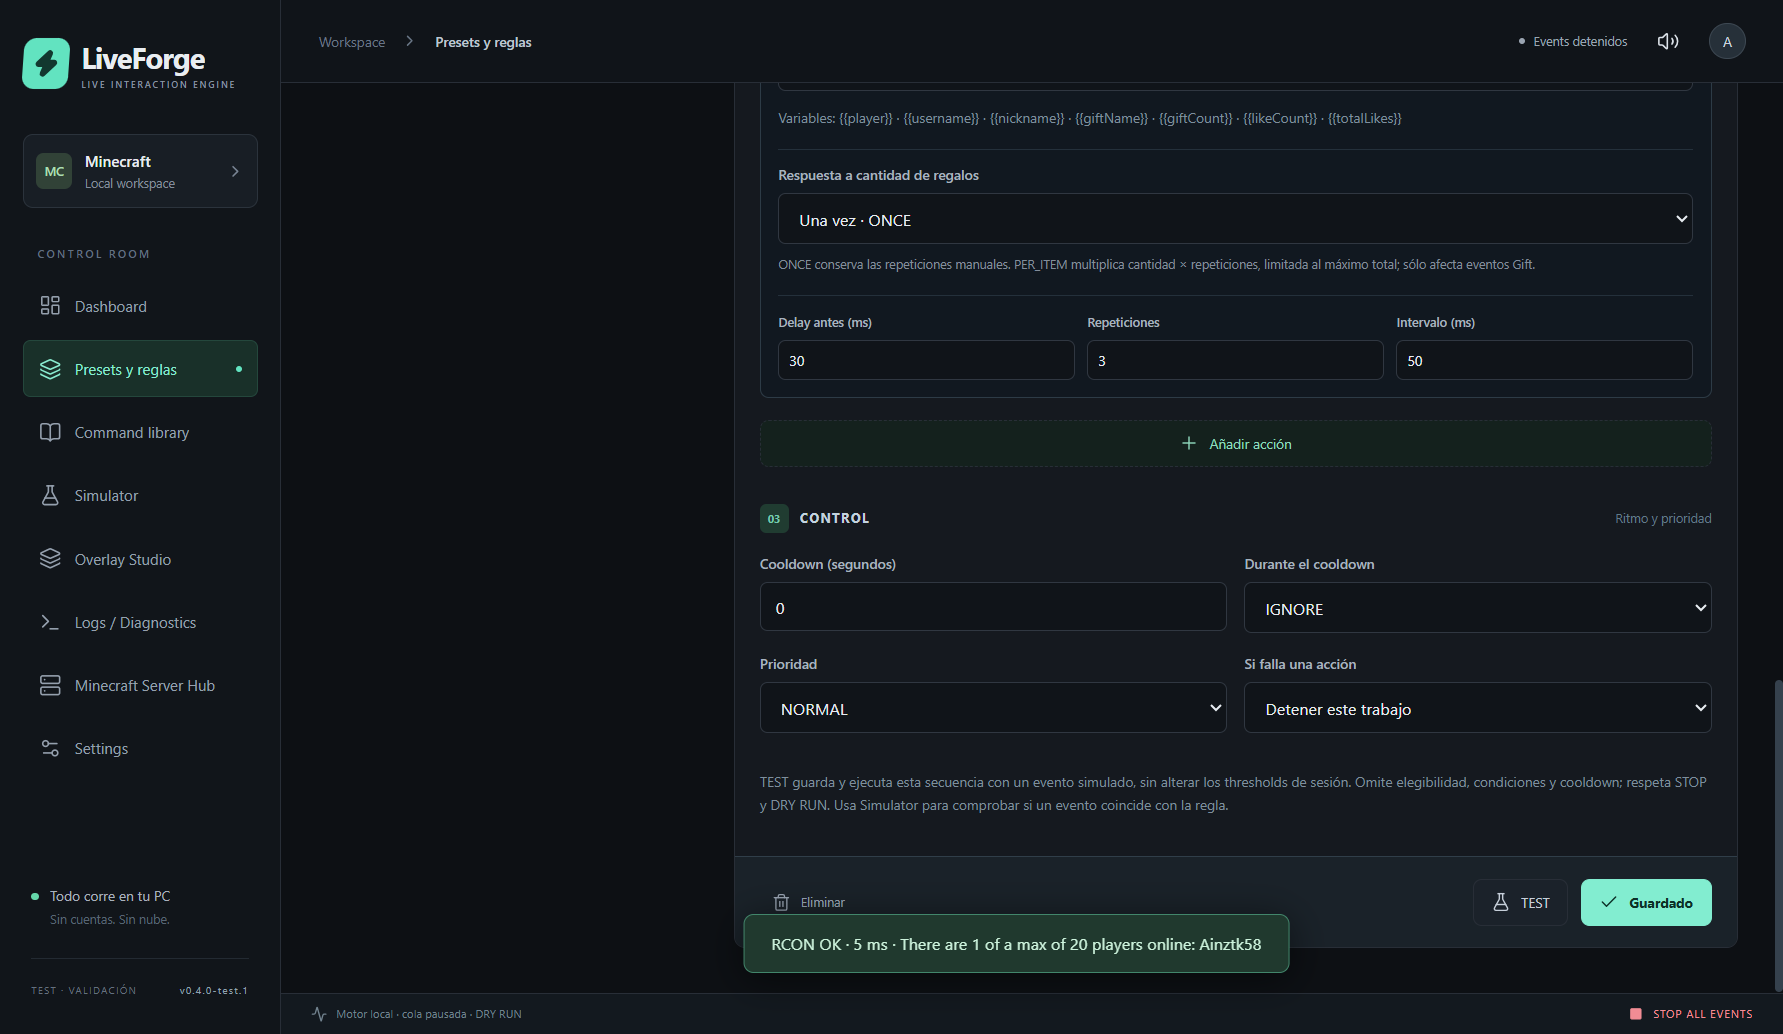 LiveForge
LIVE INTERACTION ENGINE
MC
Minecraft
Local workspace
CONTROL ROOM
Dashboard
Presets y reglas
Command library
Simulator
Overlay Studio
Logs / Diagnostics
Minecraft Server Hub
Settings
Todo corre en tu PC
Sin cuentas. Sin nube.
TEST · VALIDACIÓN v0.4.0-test.1
Workspace > Presets y reglas
Events detenidos
A
Variables: {{player}} · {{username}} · {{nickname}} · {{giftName}} · {{giftCount}} · {{likeCount}} · {{totalLikes}}
Respuesta a cantidad de regalos
Una vez · ONCE
ONCE conserva las repeticiones manuales. PER_ITEM multiplica cantidad × repeticiones, limitada al máximo total; sólo afecta eventos Gift.
Delay antes (ms) Repeticiones Intervalo (ms)
30 3 50
+ Añadir acción
03 CONTROL Ritmo y prioridad
Cooldown (segundos) Durante el cooldown
0 IGNORE
Prioridad Si falla una acción
NORMAL Detener este trabajo
TEST guarda y ejecuta esta secuencia con un evento simulado, sin alterar los thresholds de sesión. Omite elegibilidad, condiciones y cooldown; respeta STOP
y DRY RUN. Usa Simulator para comprobar si un evento coincide con la regla.
Eliminar TEST Guardado
RCON OK · 5 ms · There are 1 of a max of 20 players online: Ainztk58
Motor local · cola pausada · DRY RUN STOP ALL EVENTS